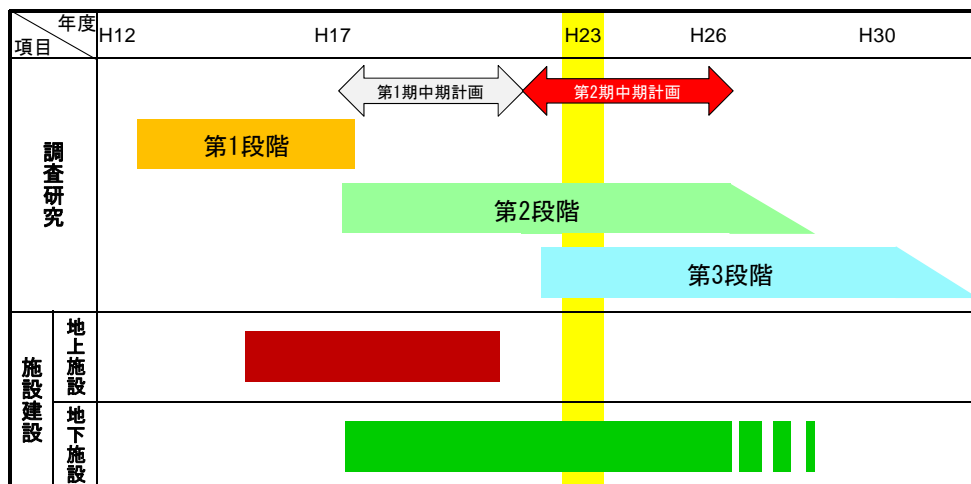 年度
項目
H12 H17 H23 H26 H30
第1期中期計画 第2期中期計画
調査研究
第1段階
第2段階
第3段階
施設建設
地上施設
地下施設